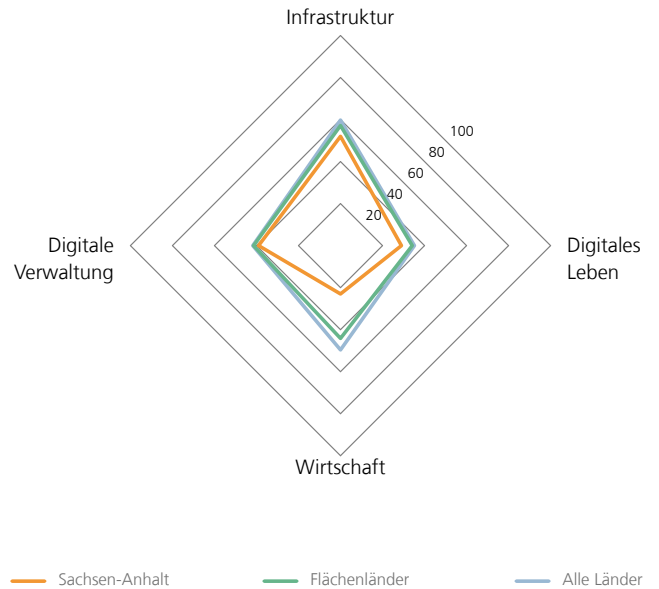 Infrastruktur
100
80
60
40
20
Digitale
Verwaltung
Digitales
Leben
Wirtschaft
Sachsen-Anhalt
Flächenländer
Alle Länder